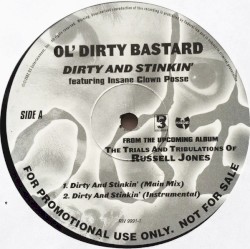 OL' DIRTY BASTARD
DIRTY AND STINKIN'
featuring Insane Clown Posse
SIDE A
FROM THE UPCOMING ALBUM
THE TRIALS AND TRIBULATIONS OF
RUSSELL JONES
1. Dirty And Stinkin' (Main Mix)
2. Dirty And Stinkin' (Instrumental)
FOR PROMOTIONAL USE ONLY. NOT FOR SALE